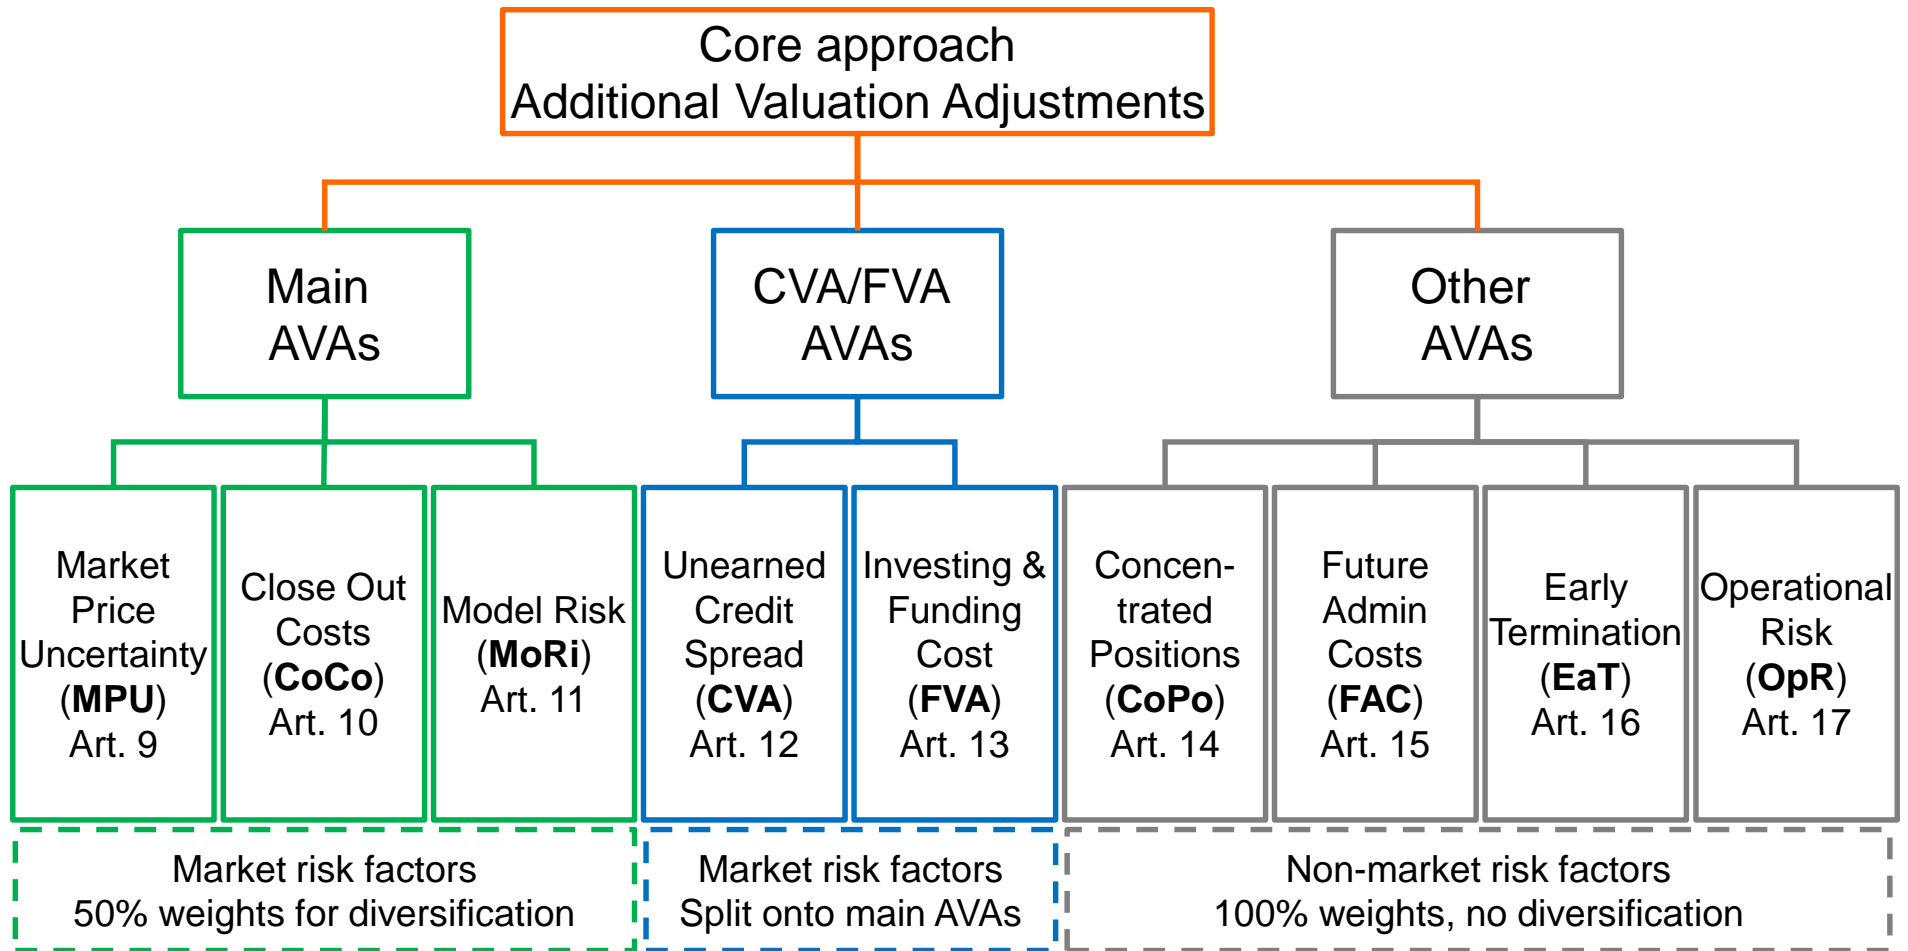 Core approach
Additional Valuation Adjustments
Main
AVAs
CVA/FVA
AVAs
Other
AVAs
Market
Price
Uncertainty
(MPU)
Art. 9
Close Out
Costs
(CoCo)
Art. 10
Model Risk
(MoRi)
Art. 11
Unearned
Credit
Spread
(CVA)
Art. 12
Investing &
Funding
Cost
(FVA)
Art. 13
Concen-
trated
Positions
(CoPo)
Art. 14
Future
Admin
Costs
(FAC)
Art. 15
Early
Termination
(EaT)
Art. 16
Operational
Risk
(OpR)
Art. 17
Market risk factors
50% weights for diversification
Market risk factors
Split onto main AVAs
Non-market risk factors
100% weights, no diversification